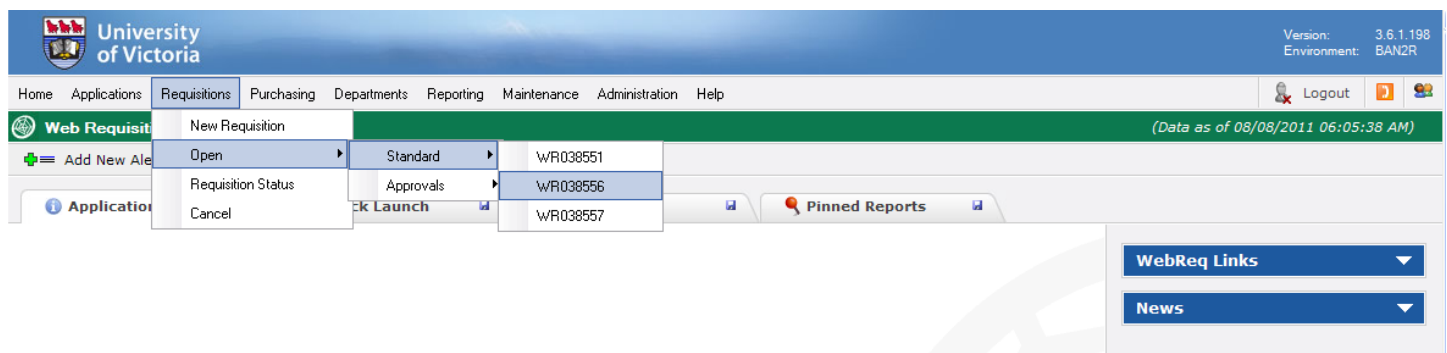 University
of Victoria
Version: 3.6.1.198
Environment: BAN2R
Home Applications Requisitions Purchasing Departments Reporting Maintenance Administration Help Logout
Web Requisiti (Data as of 08/08/2011 06:05:38 AM)
Add New Ale
New Requisition
Open Standard WR038551
Requisition Status Approvals WR038556
Cancel WR038557
Application ck Launch Pinned Reports
WebReq Links
News